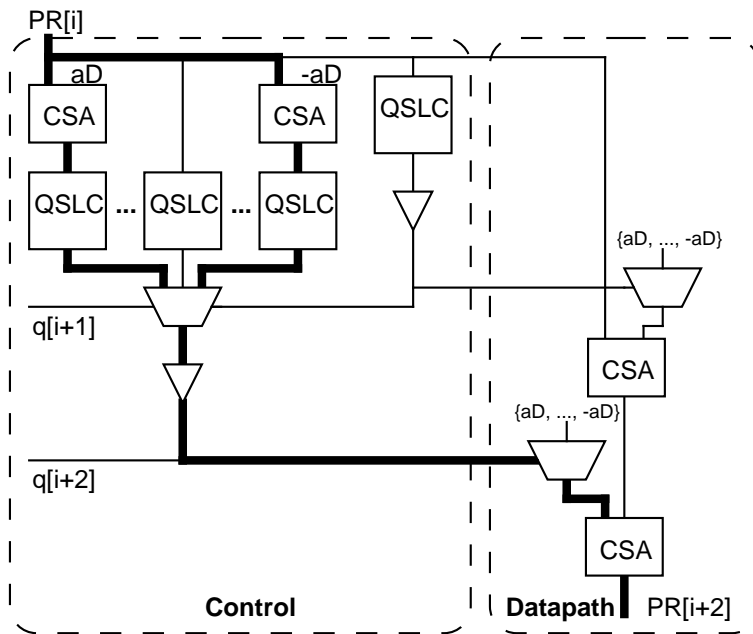 PR[i]
aD
-aD
CSA
CSA
QSLC
QSLC
...
QSLC
...
QSLC
{aD, ..., -aD}
q[i+1]
CSA
{aD, ..., -aD}
q[i+2]
CSA
Control
Datapath
PR[i+2]